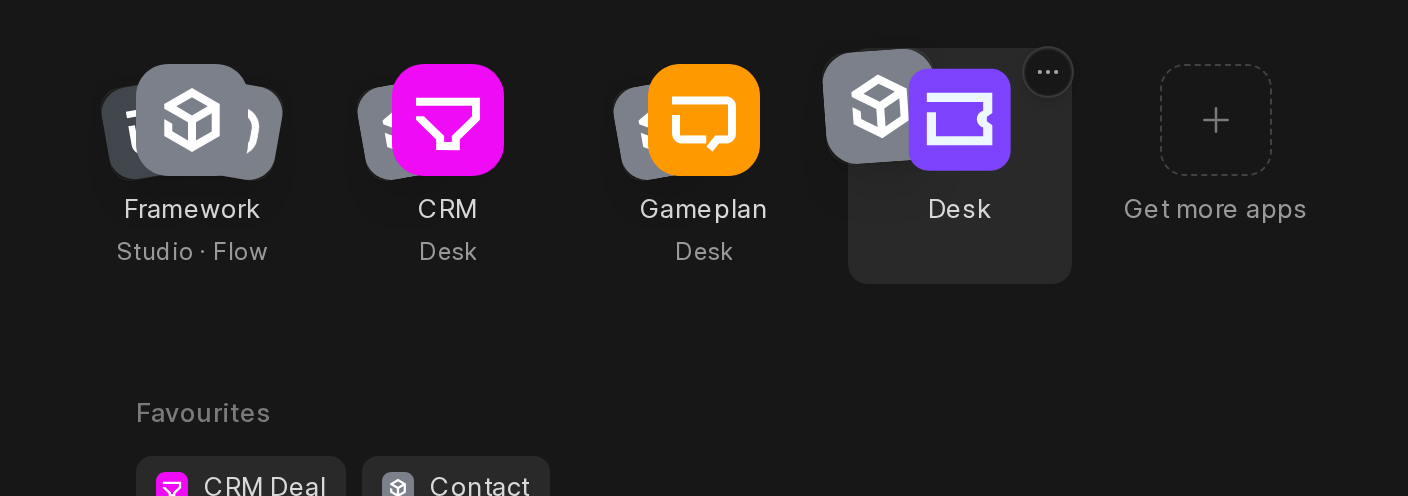 Framework
CRM
Gameplan
Desk
Get more apps
Studio · Flow
Desk
Desk
Favourites
CRM Deal
Contact